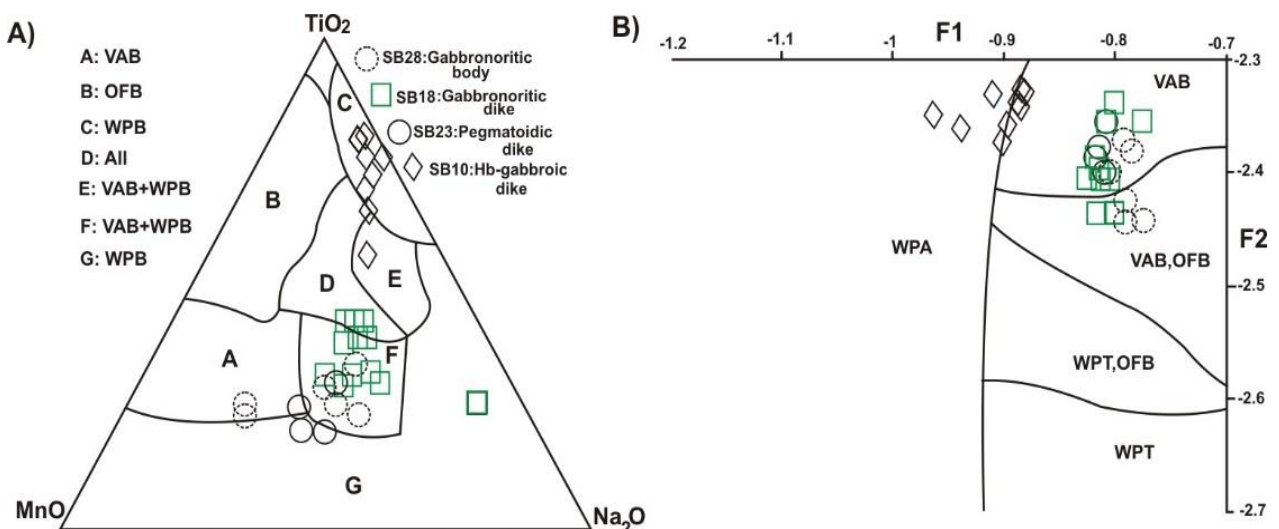 A)
TiO2
A: VAB
B: OFB
C: WPB
D: All
E: VAB+WPB
F: VAB+WPB
G: WPB
SB28:Gabbronoritic
body
SB18:Gabbronoritic
dike
SB23:Pegmatoidic
dike
SB10:Hb-gabbroic
dike
C
B
D
E
A
F
G
MnO
Na2O
B)
F1
-1.2
-1.1
-1
-0.9
-0.8
-0.7
-2.3
-2.4
F2
-2.5
-2.6
-2.7
VAB
WPA
VAB,OFB
WPT,OFB
WPT